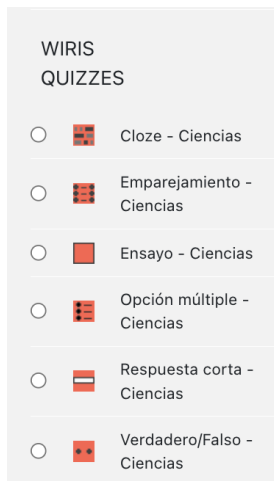 WIRIS
QUIZZES
Cloze - Ciencias
Emparejamiento -
Ciencias
Ensayo - Ciencias
Opción múltiple -
Ciencias
Respuesta corta -
Ciencias
Verdadero/Falso -
Ciencias